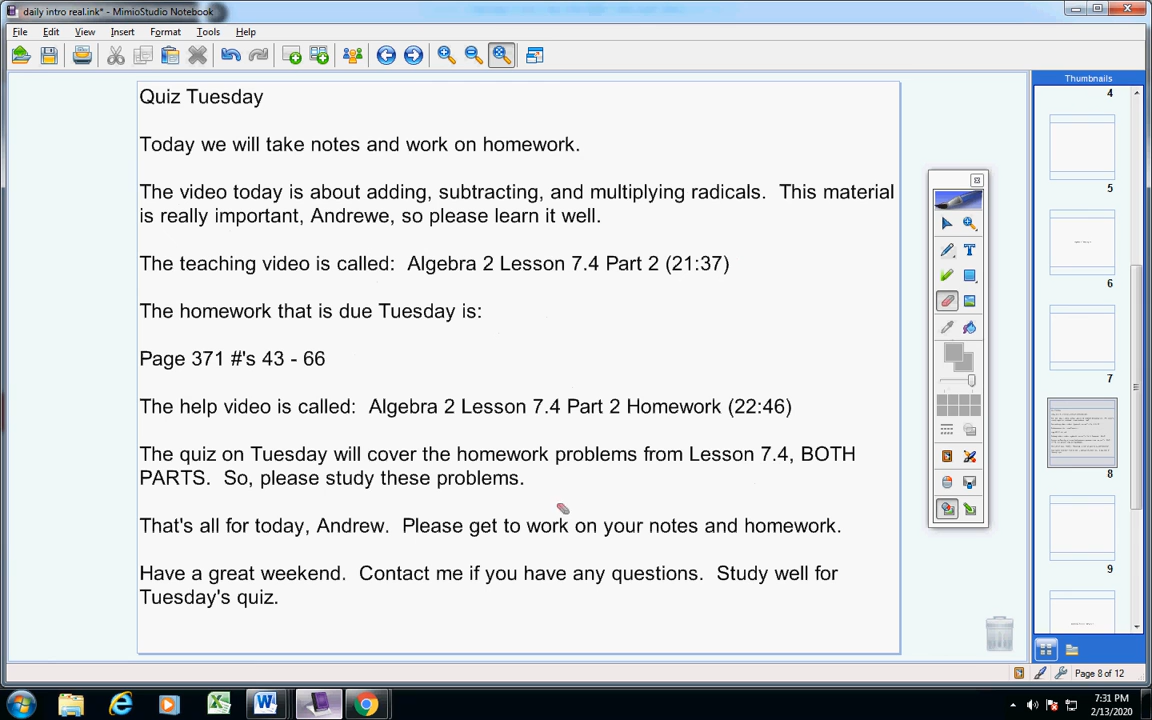 daily intro real.ink* - MimioStudio Notebook
File Edit View Insert Format Tools Help
Quiz Tuesday
Today we will take notes and work on homework.
The video today is about adding, subtracting, and multiplying radicals.  This material
is really important, Andrewe, so please learn it well.
The teaching video is called:  Algebra 2 Lesson 7.4 Part 2 (21:37)
The homework that is due Tuesday is:
Page 371 #'s 43 - 66
The help video is called:  Algebra 2 Lesson 7.4 Part 2 Homework (22:46)
The quiz on Tuesday will cover the homework problems from Lesson 7.4, BOTH
PARTS.  So, please study these problems.
That's all for today, Andrew.  Please get to work on your notes and homework.
Have a great weekend.  Contact me if you have any questions.  Study well for
Tuesday's quiz.
Thumbnails
4
5
6
7
8
9
Page 8 of 12
7:31 PM
2/13/2020